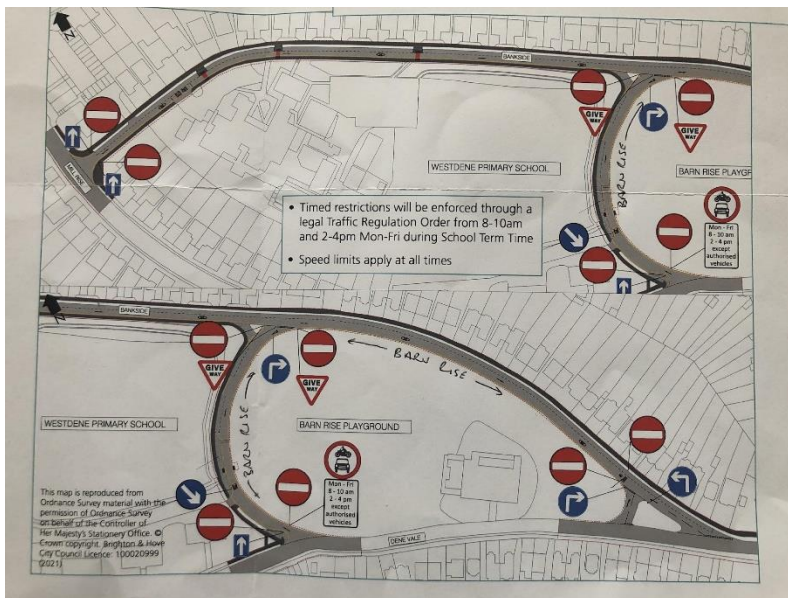 N
BANKSIDE
MILL RISE
GIVE
WAY
GIVE
WAY
WESTDENE PRIMARY SCHOOL
BARN RISE
BARN RISE PLAYGR
• Timed restrictions will be enforced through a
legal Traffic Regulation Order from 8-10am
and 2-4pm Mon-Fri during School Term Time
• Speed limits apply at all times
Mon - Fri
8 - 10 am
2 - 4 pm
except
authorised
vehicles
N
BANKSIDE
BARN RISE
GIVE
WAY
GIVE
WAY
WESTDENE PRIMARY SCHOOL
BARN RISE
BARN RISE PLAYGROUND
Mon - Fri
8 - 10 am
2 - 4 pm
except
authorised
vehicles
This map is reproduced from
Ordnance Survey material with the
permission of Ordnance Survey
on behalf of the Controller of
Her Majesty's Stationery Office. ©
Crown copyright. Brighton & Hove
City Council Licence: 100020999
(2021)
DENE VALE